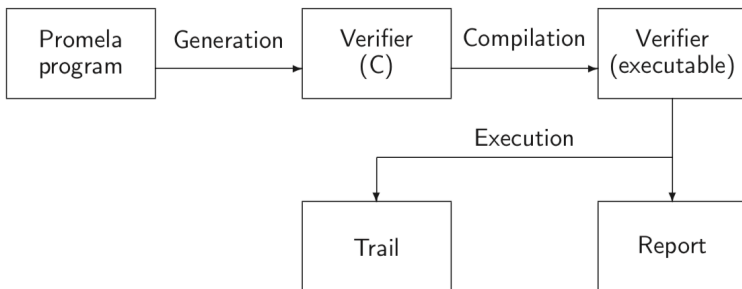 Promela
program
Generation
Verifier
(C)
Compilation
Verifier
(executable)
Execution
Trail
Report